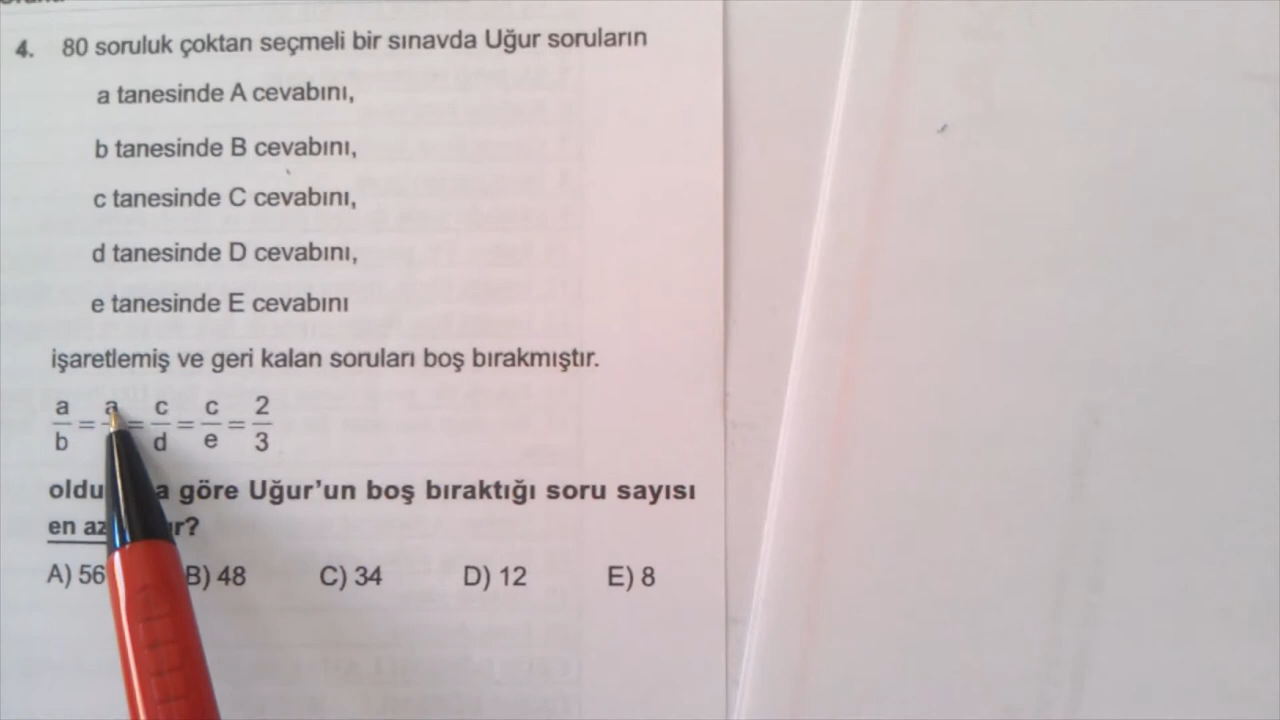 4. 80 soruluk çoktan seçmeli bir sınavda Uğur soruların
a tanesinde A cevabını,
b tanesinde B cevabını,
c tanesinde C cevabını,
d tanesinde D cevabını,
e tanesinde E cevabını
işaretlemiş ve geri kalan soruları boş bırakmıştır.
a/b = a/ = c/d = c/e = 2/3
göre Uğur'un boş bıraktığı soru sayısı
en az
A) 56 B) 48 C) 34 D) 12 E) 8